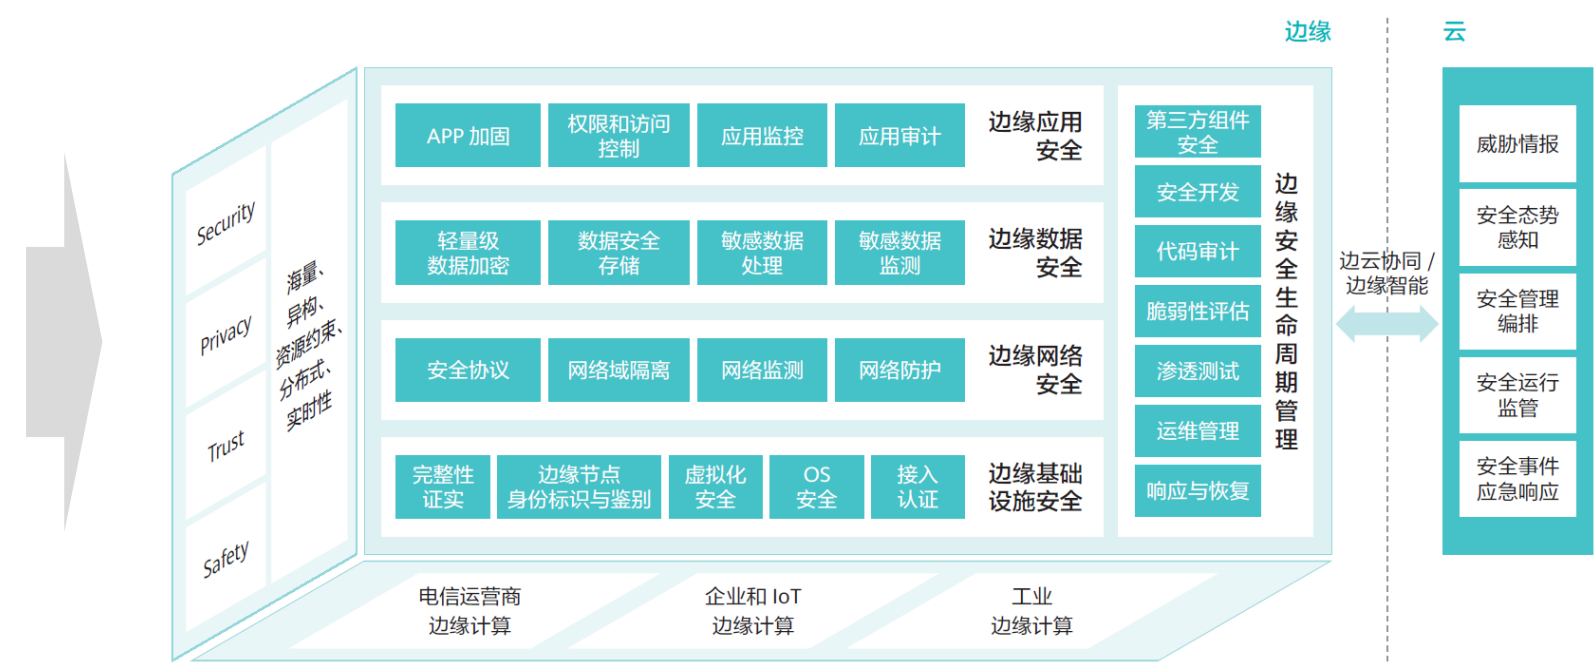 边缘
云
Security
Privacy
Trust
Safety
海量、
异构、
资源约束、
分布式、
实时性
APP 加固
权限和访问
控制
应用监控
应用审计
边缘应用
安全
轻量级
数据加密
数据安全
存储
敏感数据
处理
敏感数据
监测
边缘数据
安全
安全协议
网络域隔离
网络监测
网络防护
边缘网络
安全
完整性
证实
边缘节点
身份标识与鉴别
虚拟化
安全
OS
安全
接入
认证
边缘基础
设施安全
第三方组件
安全
安全开发
代码审计
脆弱性评估
渗透测试
运维管理
响应与恢复
边缘安全生命周期管理
边云协同 /
边缘智能
威胁情报
安全态势
感知
安全管理
编排
安全运行
监管
安全事件
应急响应
电信运营商
边缘计算
企业和 IoT
边缘计算
工业
边缘计算